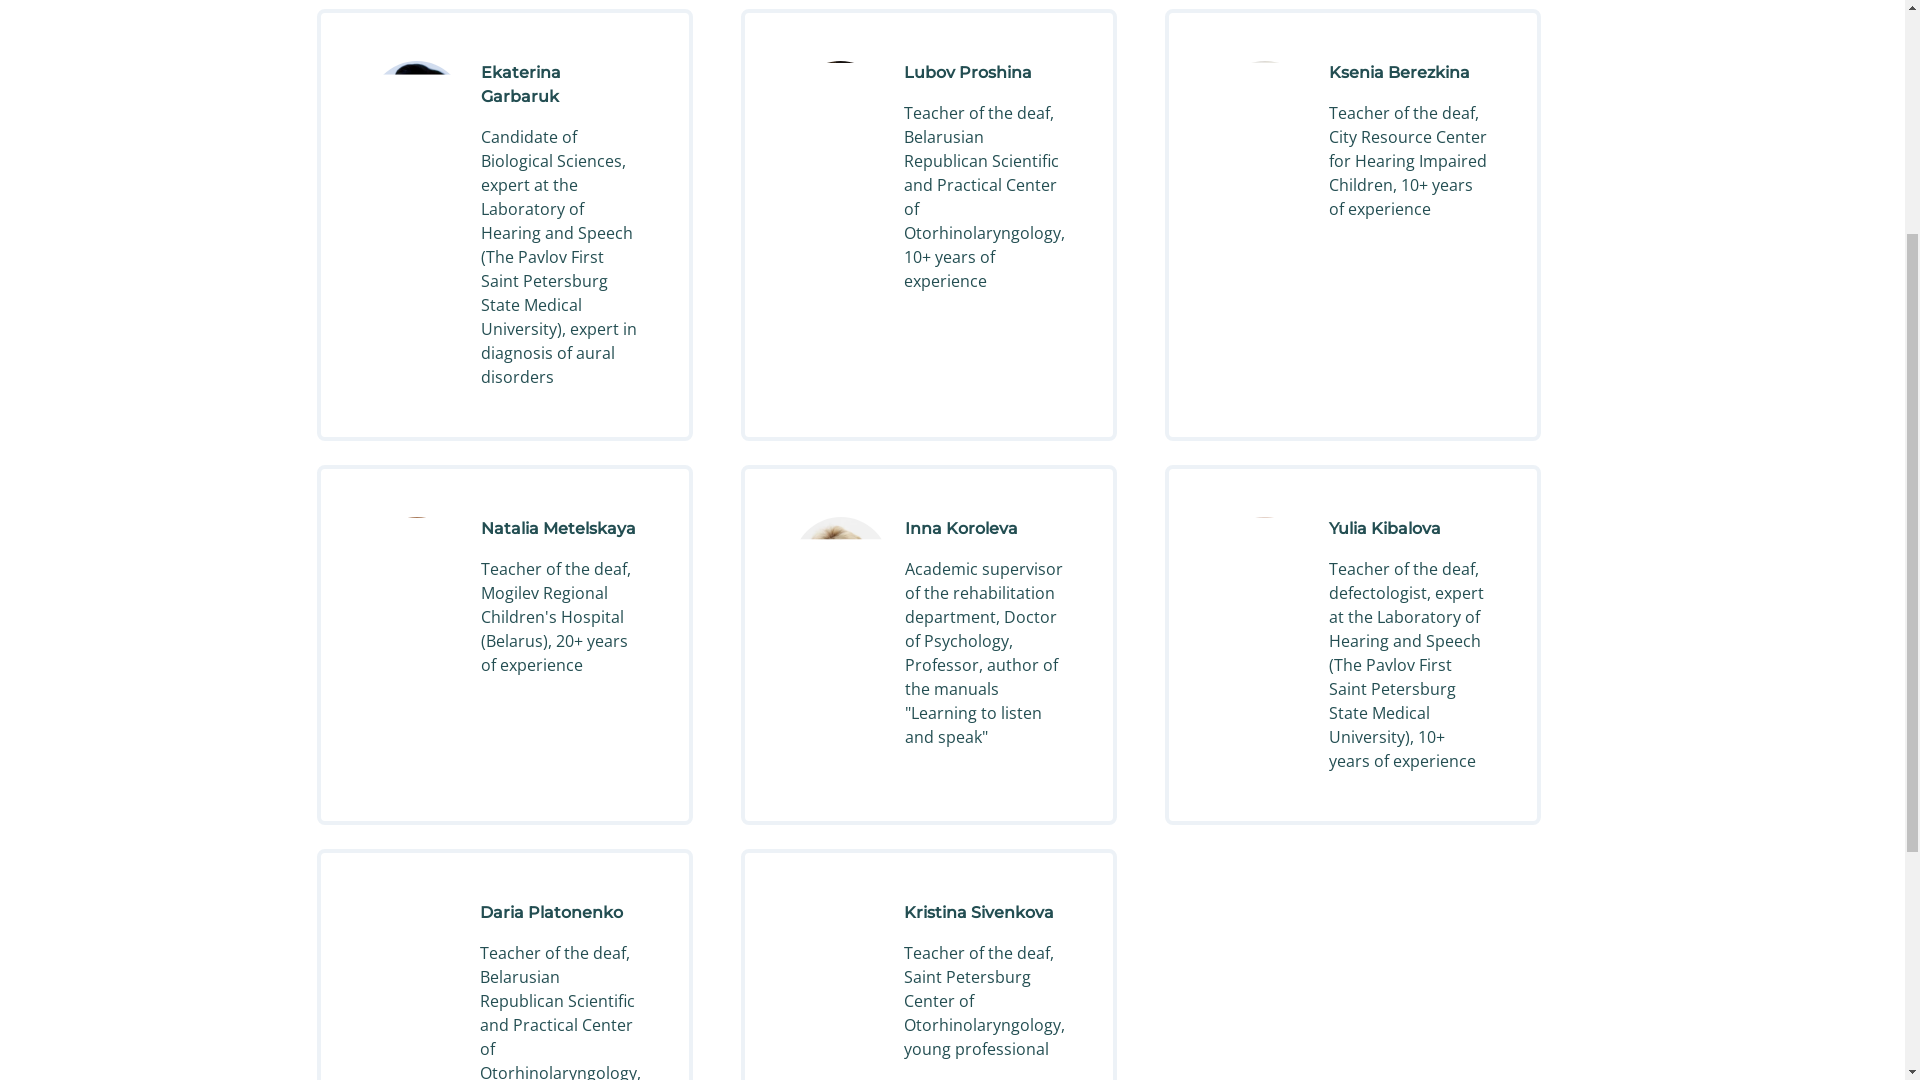 Ekaterina
Garbaruk
Candidate of
Biological Sciences,
expert at the
Laboratory of
Hearing and Speech
(The Pavlov First
Saint Petersburg
State Medical
University), expert in
diagnosis of aural
disorders
Lubov Proshina
Teacher of the deaf,
Belarusian
Republican Scientific
and Practical Center
of
Otorhinolaryngology,
10+ years of
experience
Ksenia Berezkina
Teacher of the deaf,
City Resource Center
for Hearing Impaired
Children, 10+ years
of experience
Natalia Metelskaya
Teacher of the deaf,
Mogilev Regional
Children's Hospital
(Belarus), 20+ years
of experience
Inna Koroleva
Academic supervisor
of the rehabilitation
department, Doctor
of Psychology,
Professor, author of
the manuals
"Learning to listen
and speak"
Yulia Kibalova
Teacher of the deaf,
defectologist, expert
at the Laboratory of
Hearing and Speech
(The Pavlov First
Saint Petersburg
State Medical
University), 10+
years of experience
Daria Platonenko
Teacher of the deaf,
Belarusian
Republican Scientific
and Practical Center
of
Otorhinolaryngology,
Kristina Sivenkova
Teacher of the deaf,
Saint Petersburg
Center of
Otorhinolaryngology,
young professional